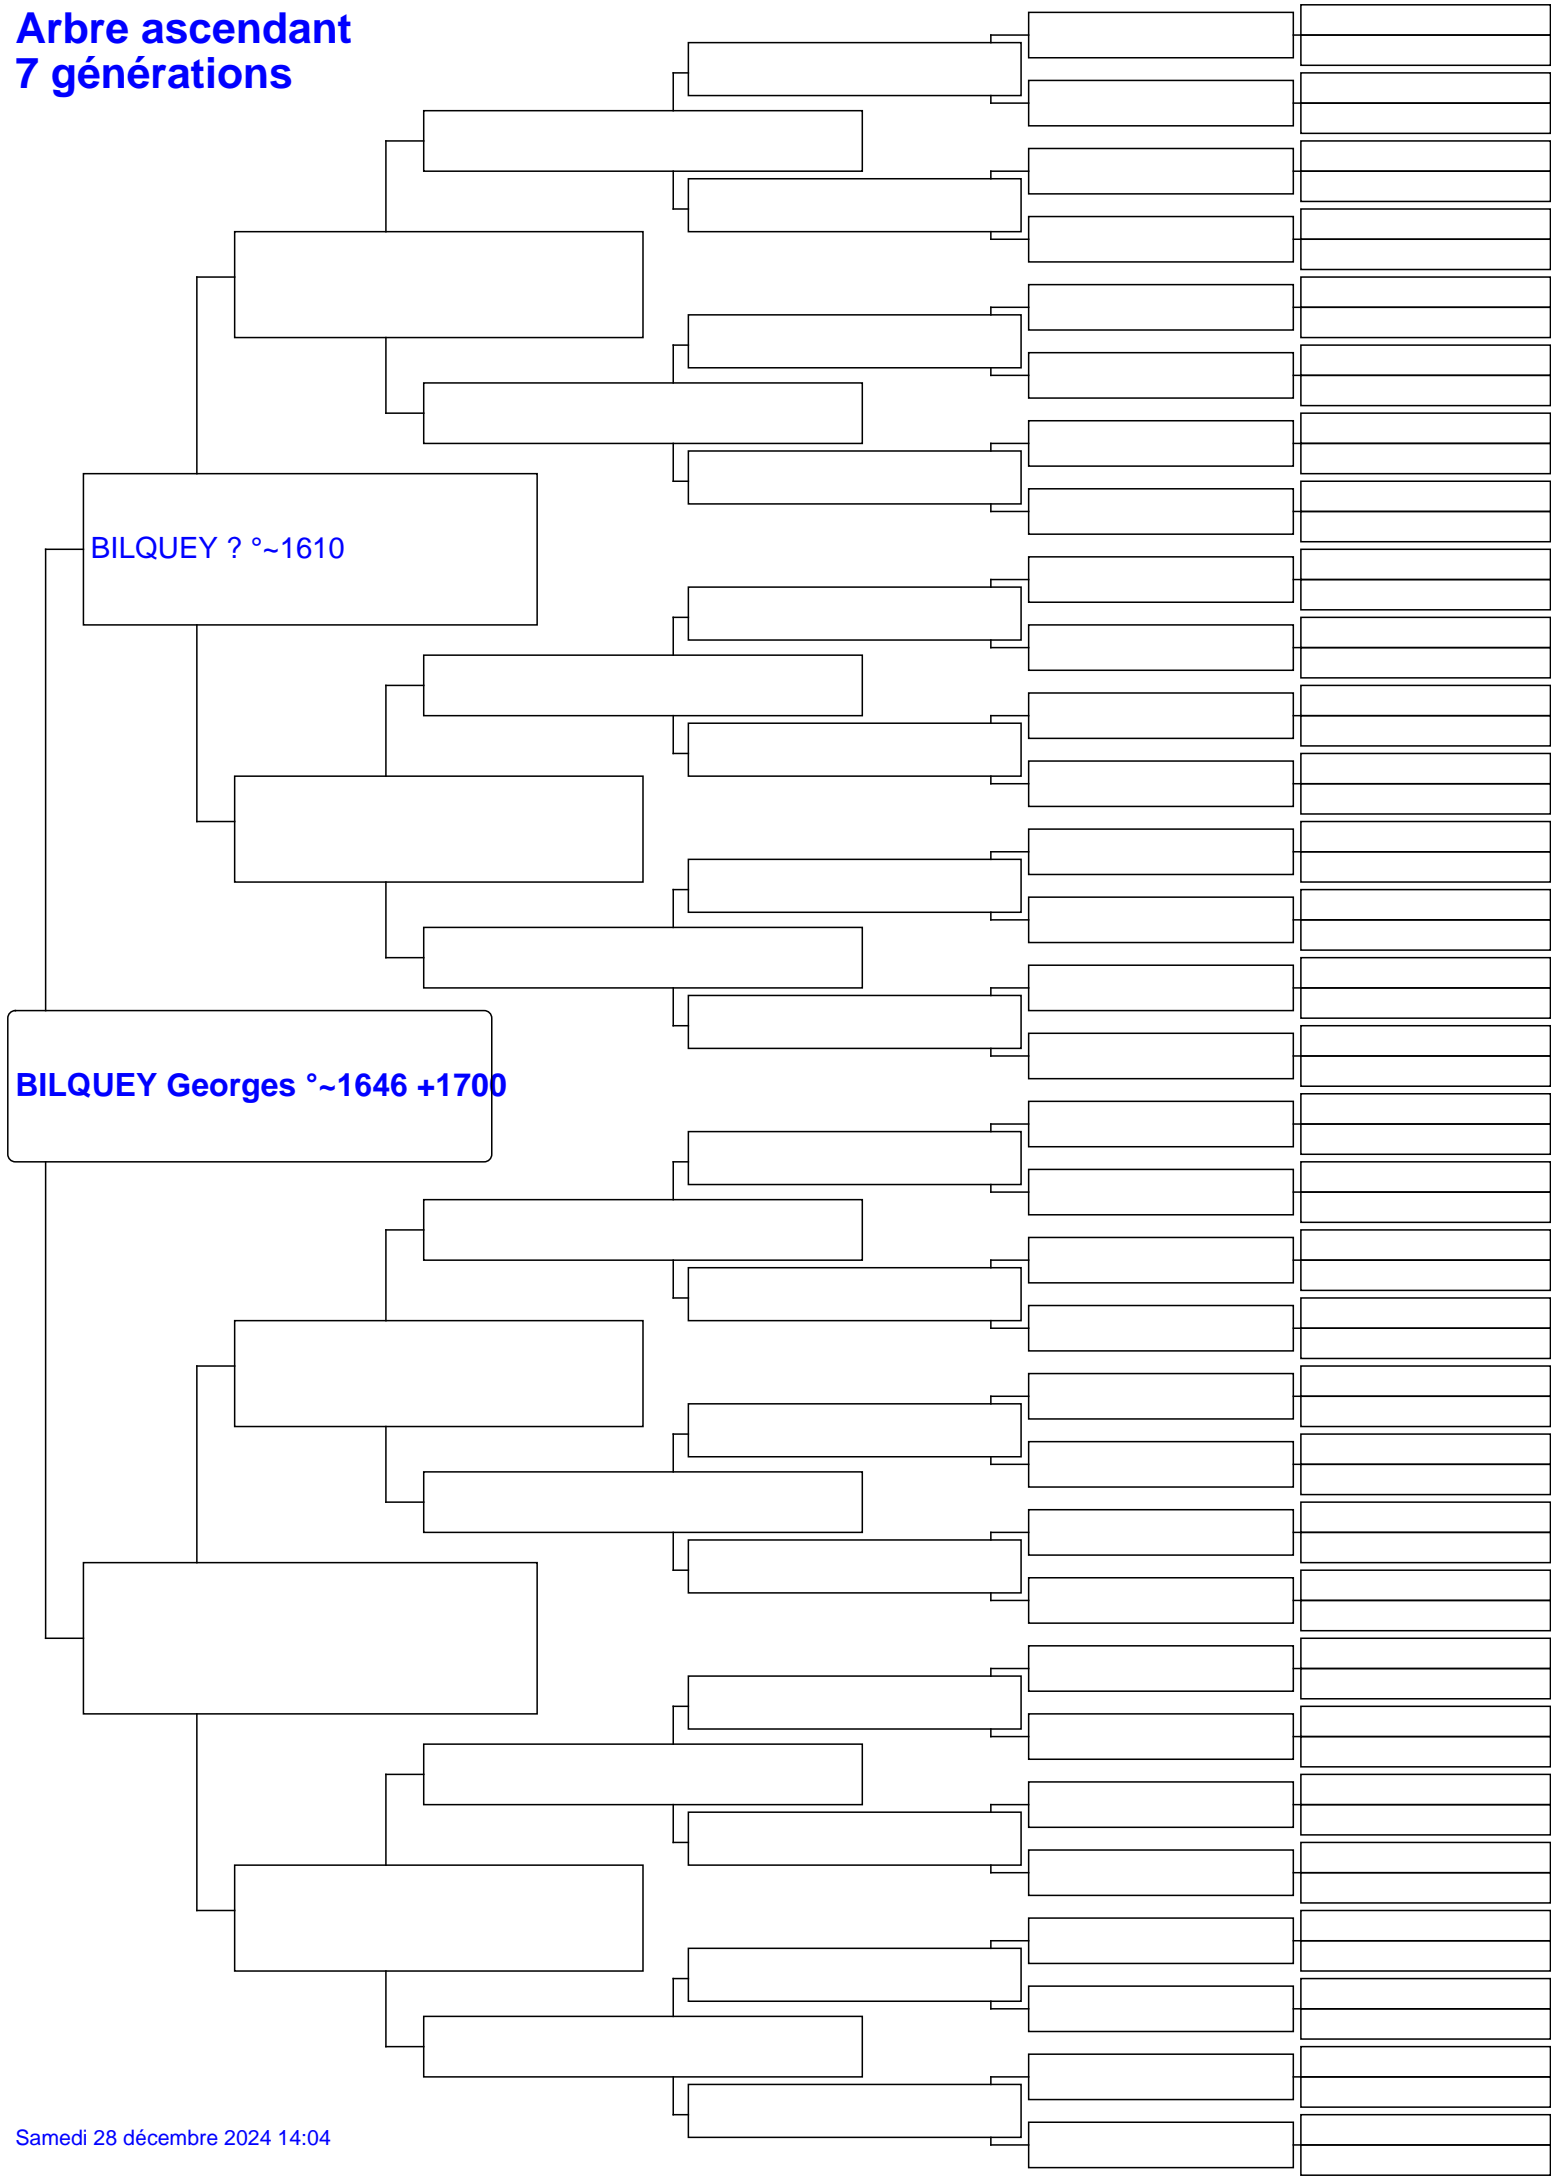 Arbre ascendant
7 générations
BILQUEY ? °~1610
BILQUEY Georges °~1646 +1700
Samedi 28 décembre 2024 14:04